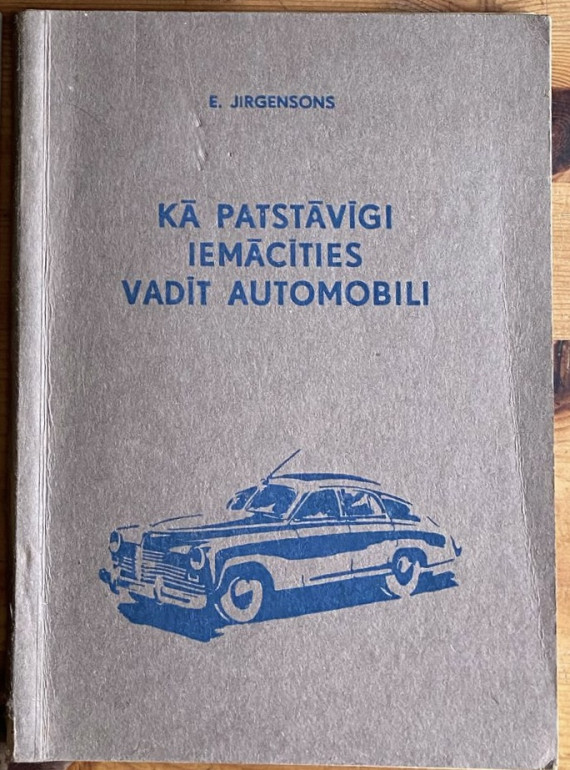 E. JIRGENSONS
KĀ PATSTĀVĪGI
IEMĀCĪTIES
VADĪT AUTOMOBILI